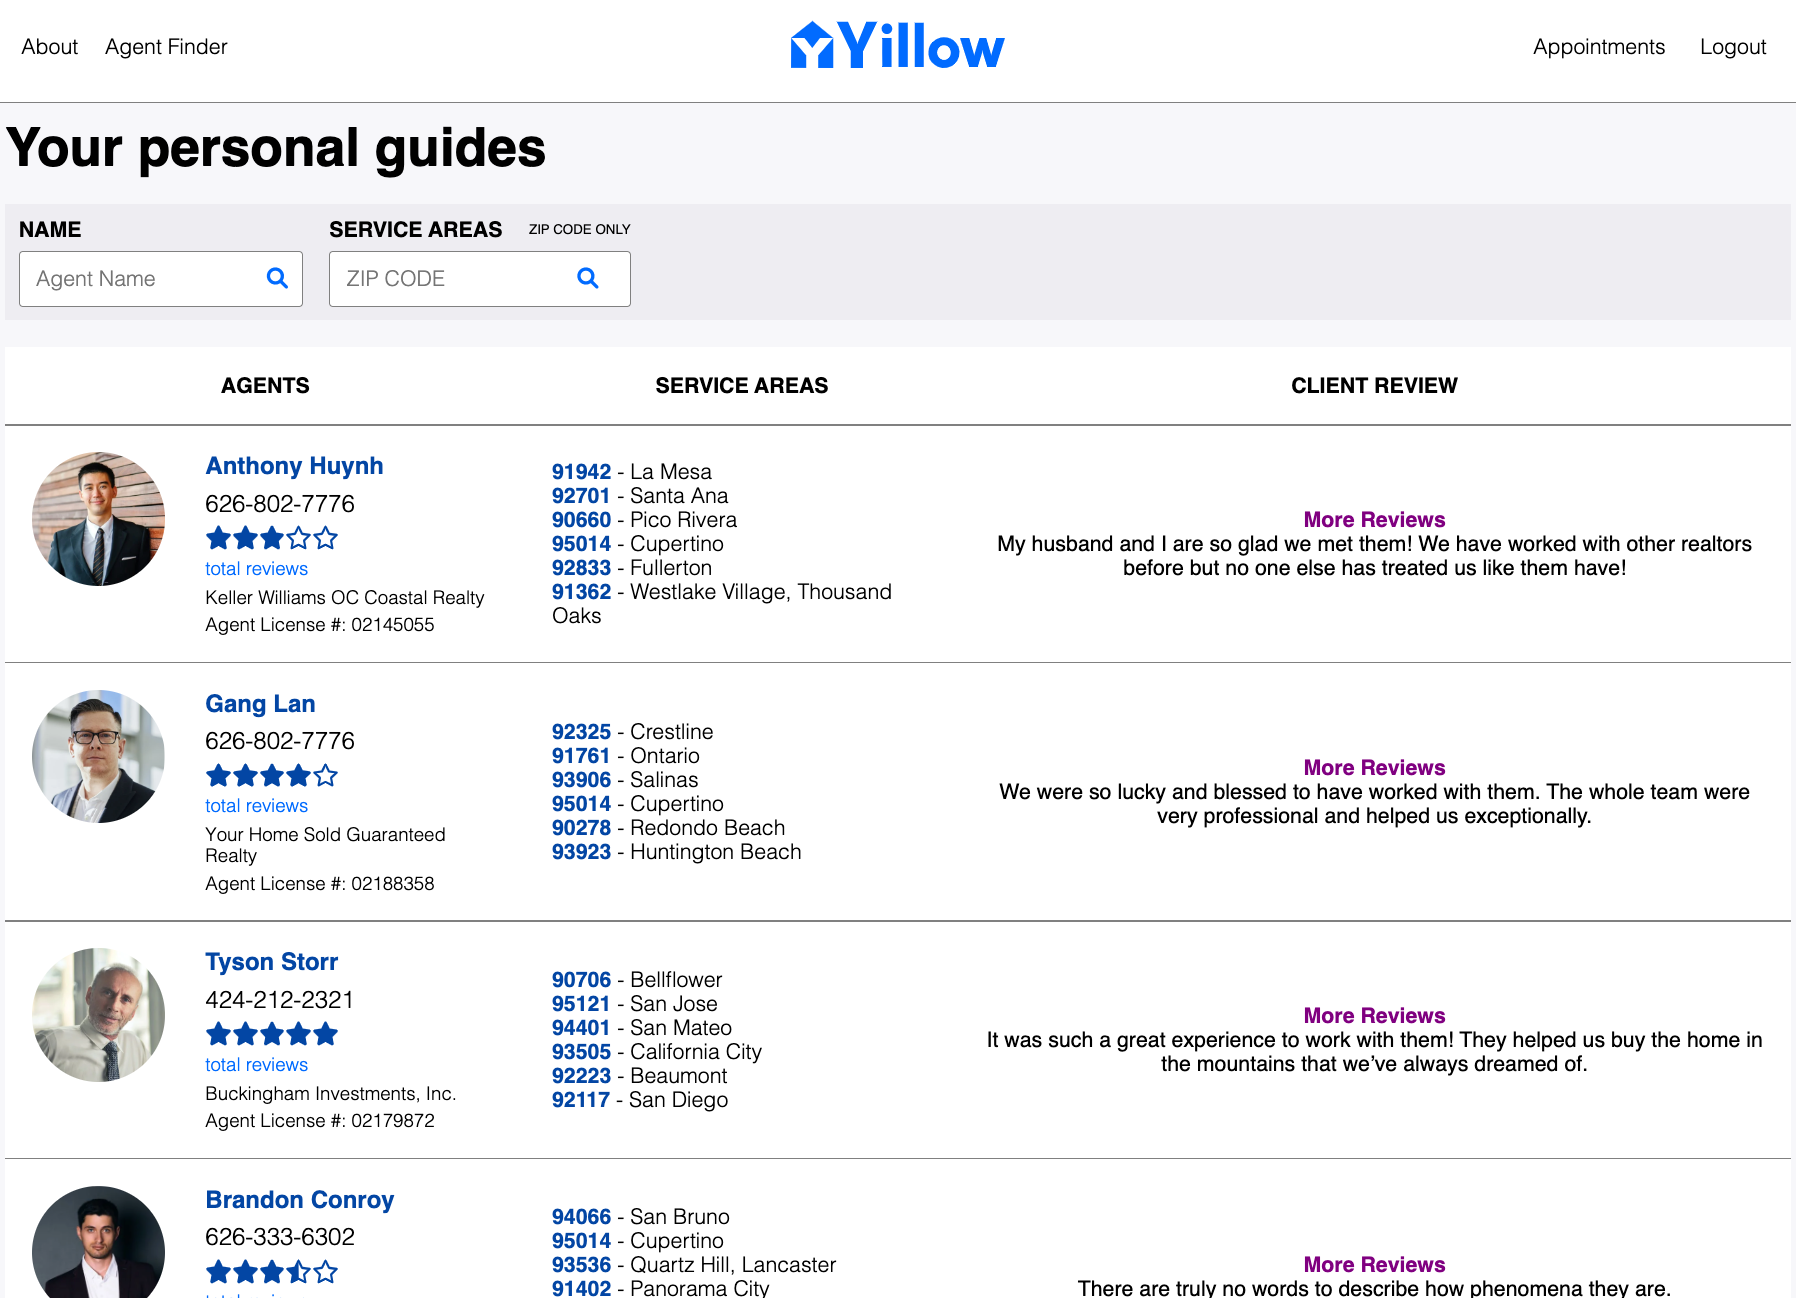 About Agent Finder Yillow Appointments Logout
Your personal guides
NAME SERVICE AREAS ZIP CODE ONLY
Agent Name ZIP CODE
AGENTS SERVICE AREAS CLIENT REVIEW
Anthony Huynh
626-802-7776
total reviews
Keller Williams OC Coastal Realty
Agent License #: 02145055
91942 - La Mesa
92701 - Santa Ana
90660 - Pico Rivera
95014 - Cupertino
92833 - Fullerton
91362 - Westlake Village, Thousand
Oaks
More Reviews
My husband and I are so glad we met them! We have worked with other realtors
before but no one else has treated us like them have!
Gang Lan
626-802-7776
total reviews
Your Home Sold Guaranteed
Realty
Agent License #: 02188358
92325 - Crestline
91761 - Ontario
93906 - Salinas
95014 - Cupertino
90278 - Redondo Beach
93923 - Huntington Beach
More Reviews
We were so lucky and blessed to have worked with them. The whole team were
very professional and helped us exceptionally.
Tyson Storr
424-212-2321
total reviews
Buckingham Investments, Inc.
Agent License #: 02179872
90706 - Bellflower
95121 - San Jose
94401 - San Mateo
93505 - California City
92223 - Beaumont
92117 - San Diego
More Reviews
It was such a great experience to work with them! They helped us buy the home in
the mountains that we’ve always dreamed of.
Brandon Conroy
626-333-6302
94066 - San Bruno
95014 - Cupertino
93536 - Quartz Hill, Lancaster
91402 - Panorama City
More Reviews
There are truly no words to describe how phenomena they are.